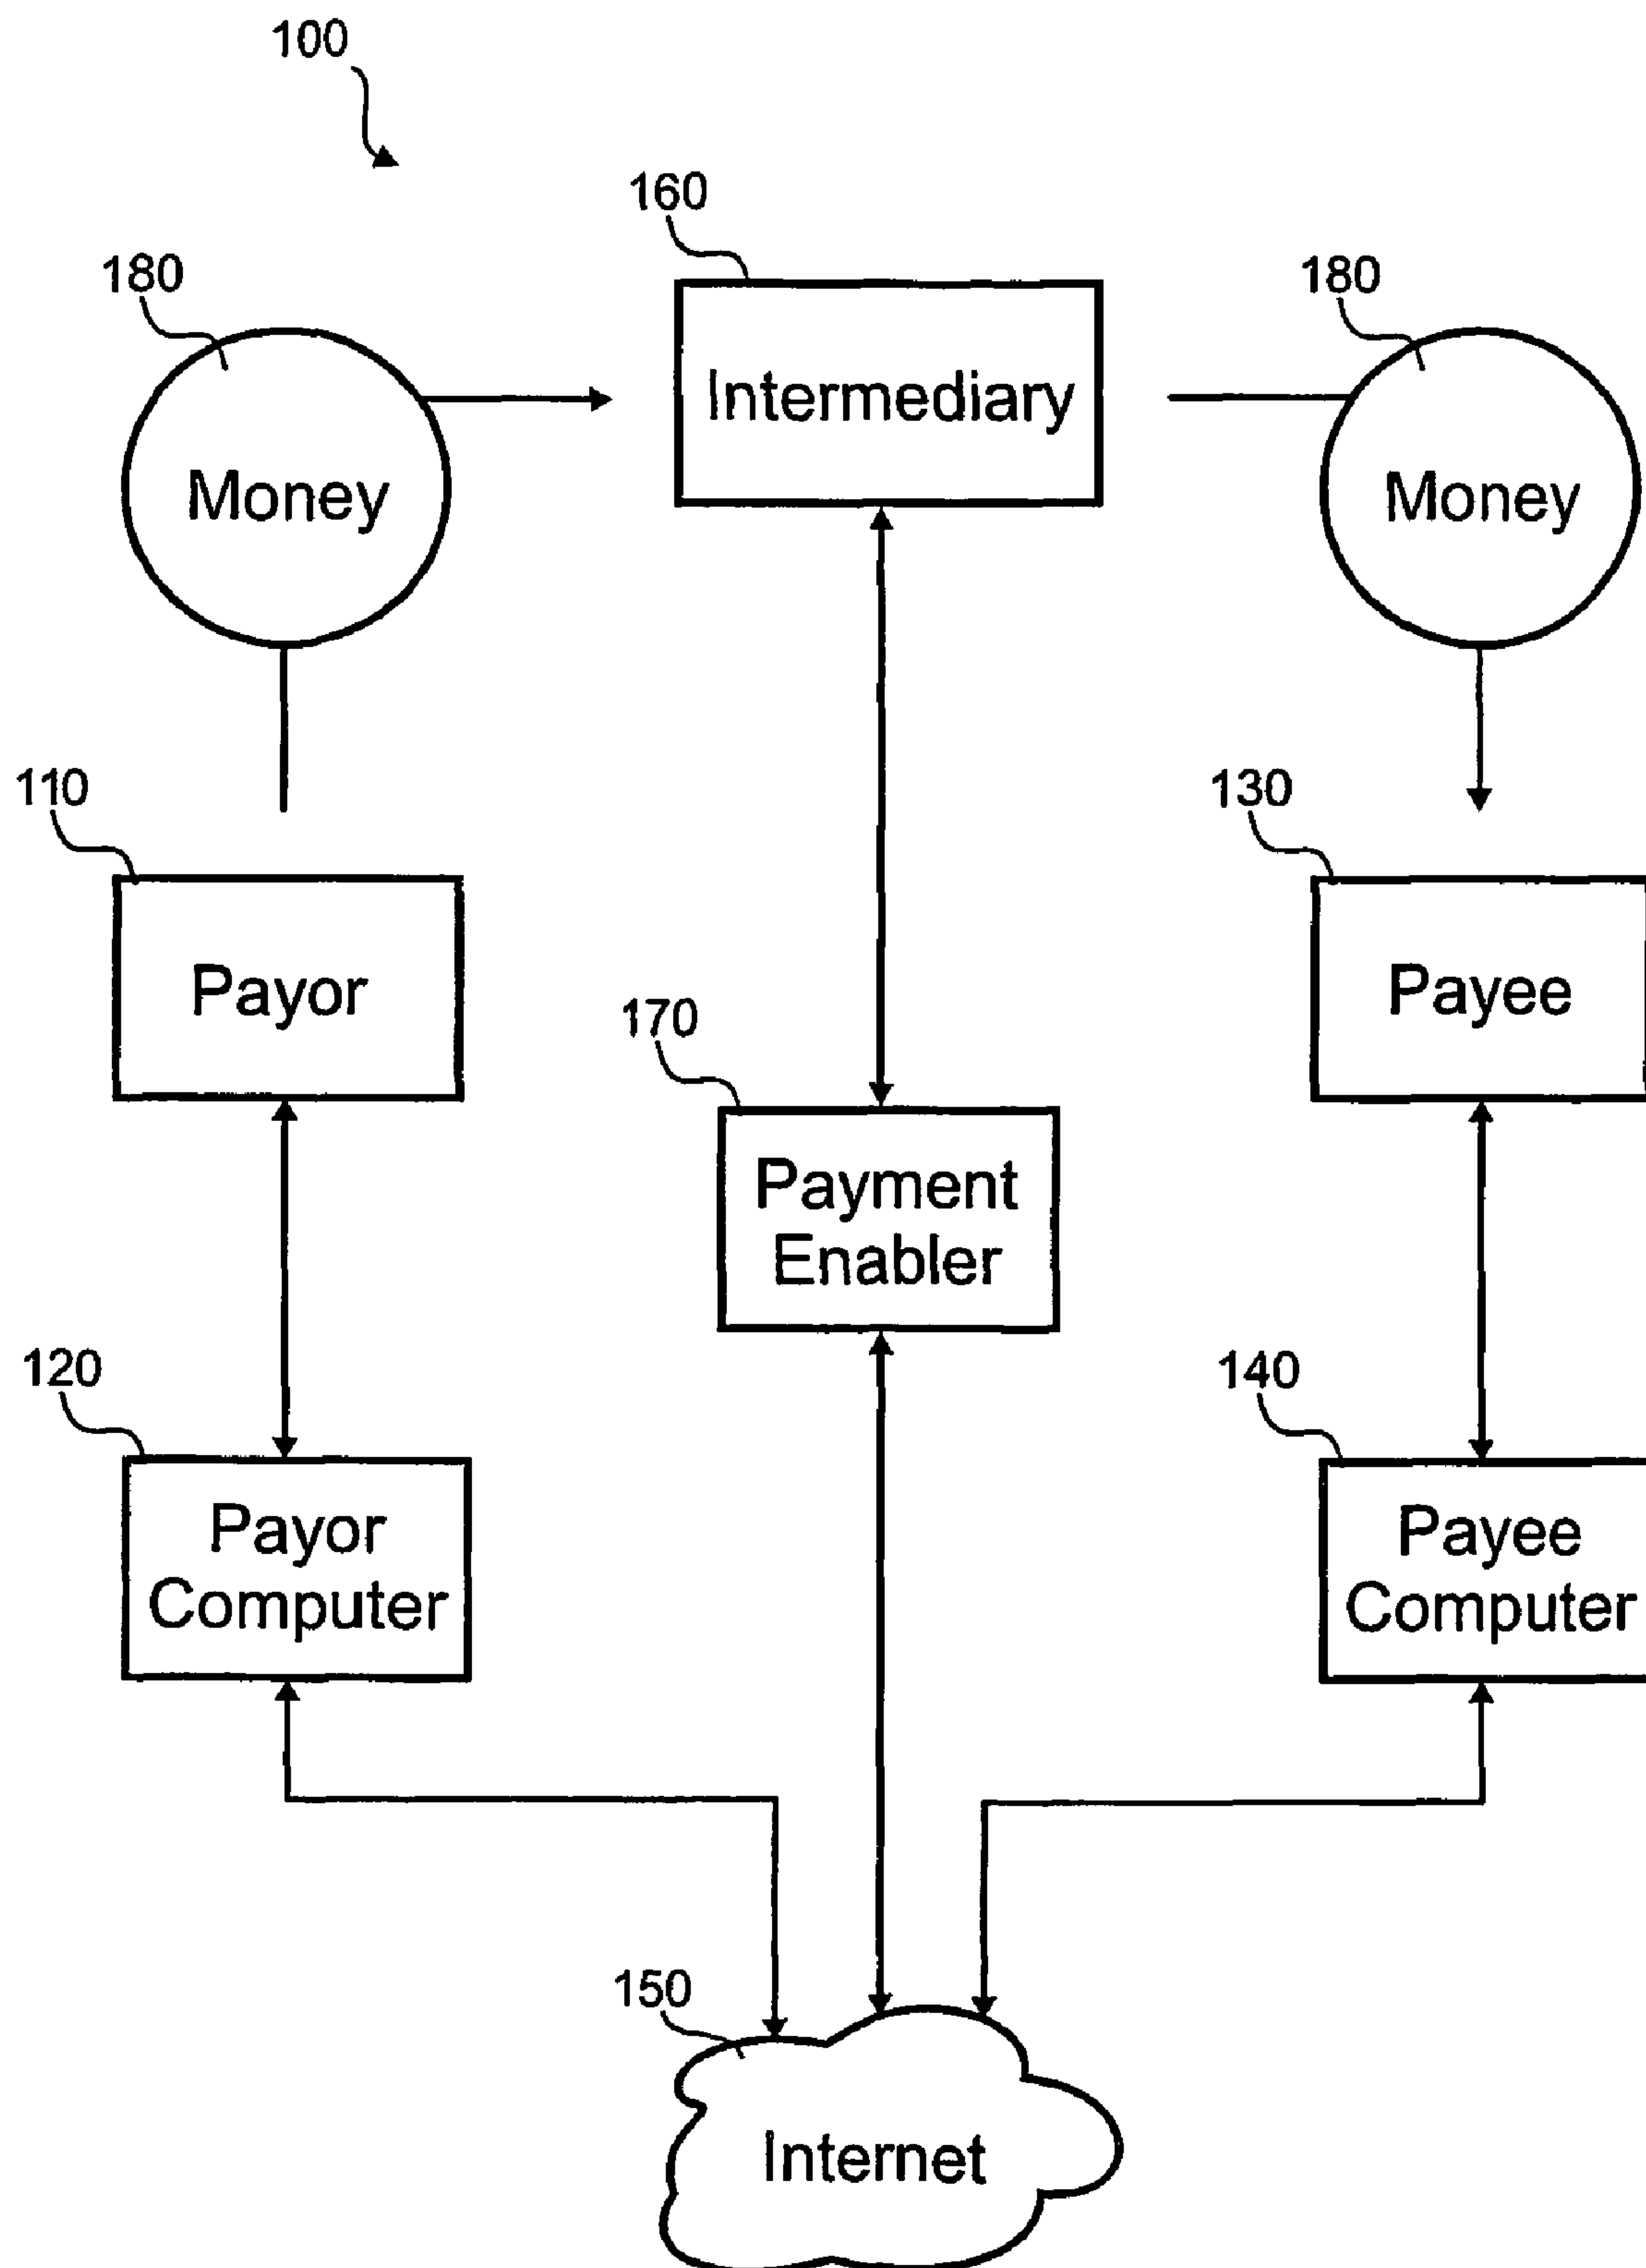 100
160
180
180
Intermediary
Money
Money
110
130
Payor
Payee
170
Payment
Enabler
120
140
Payor
Computer
Payee
Computer
150
Internet